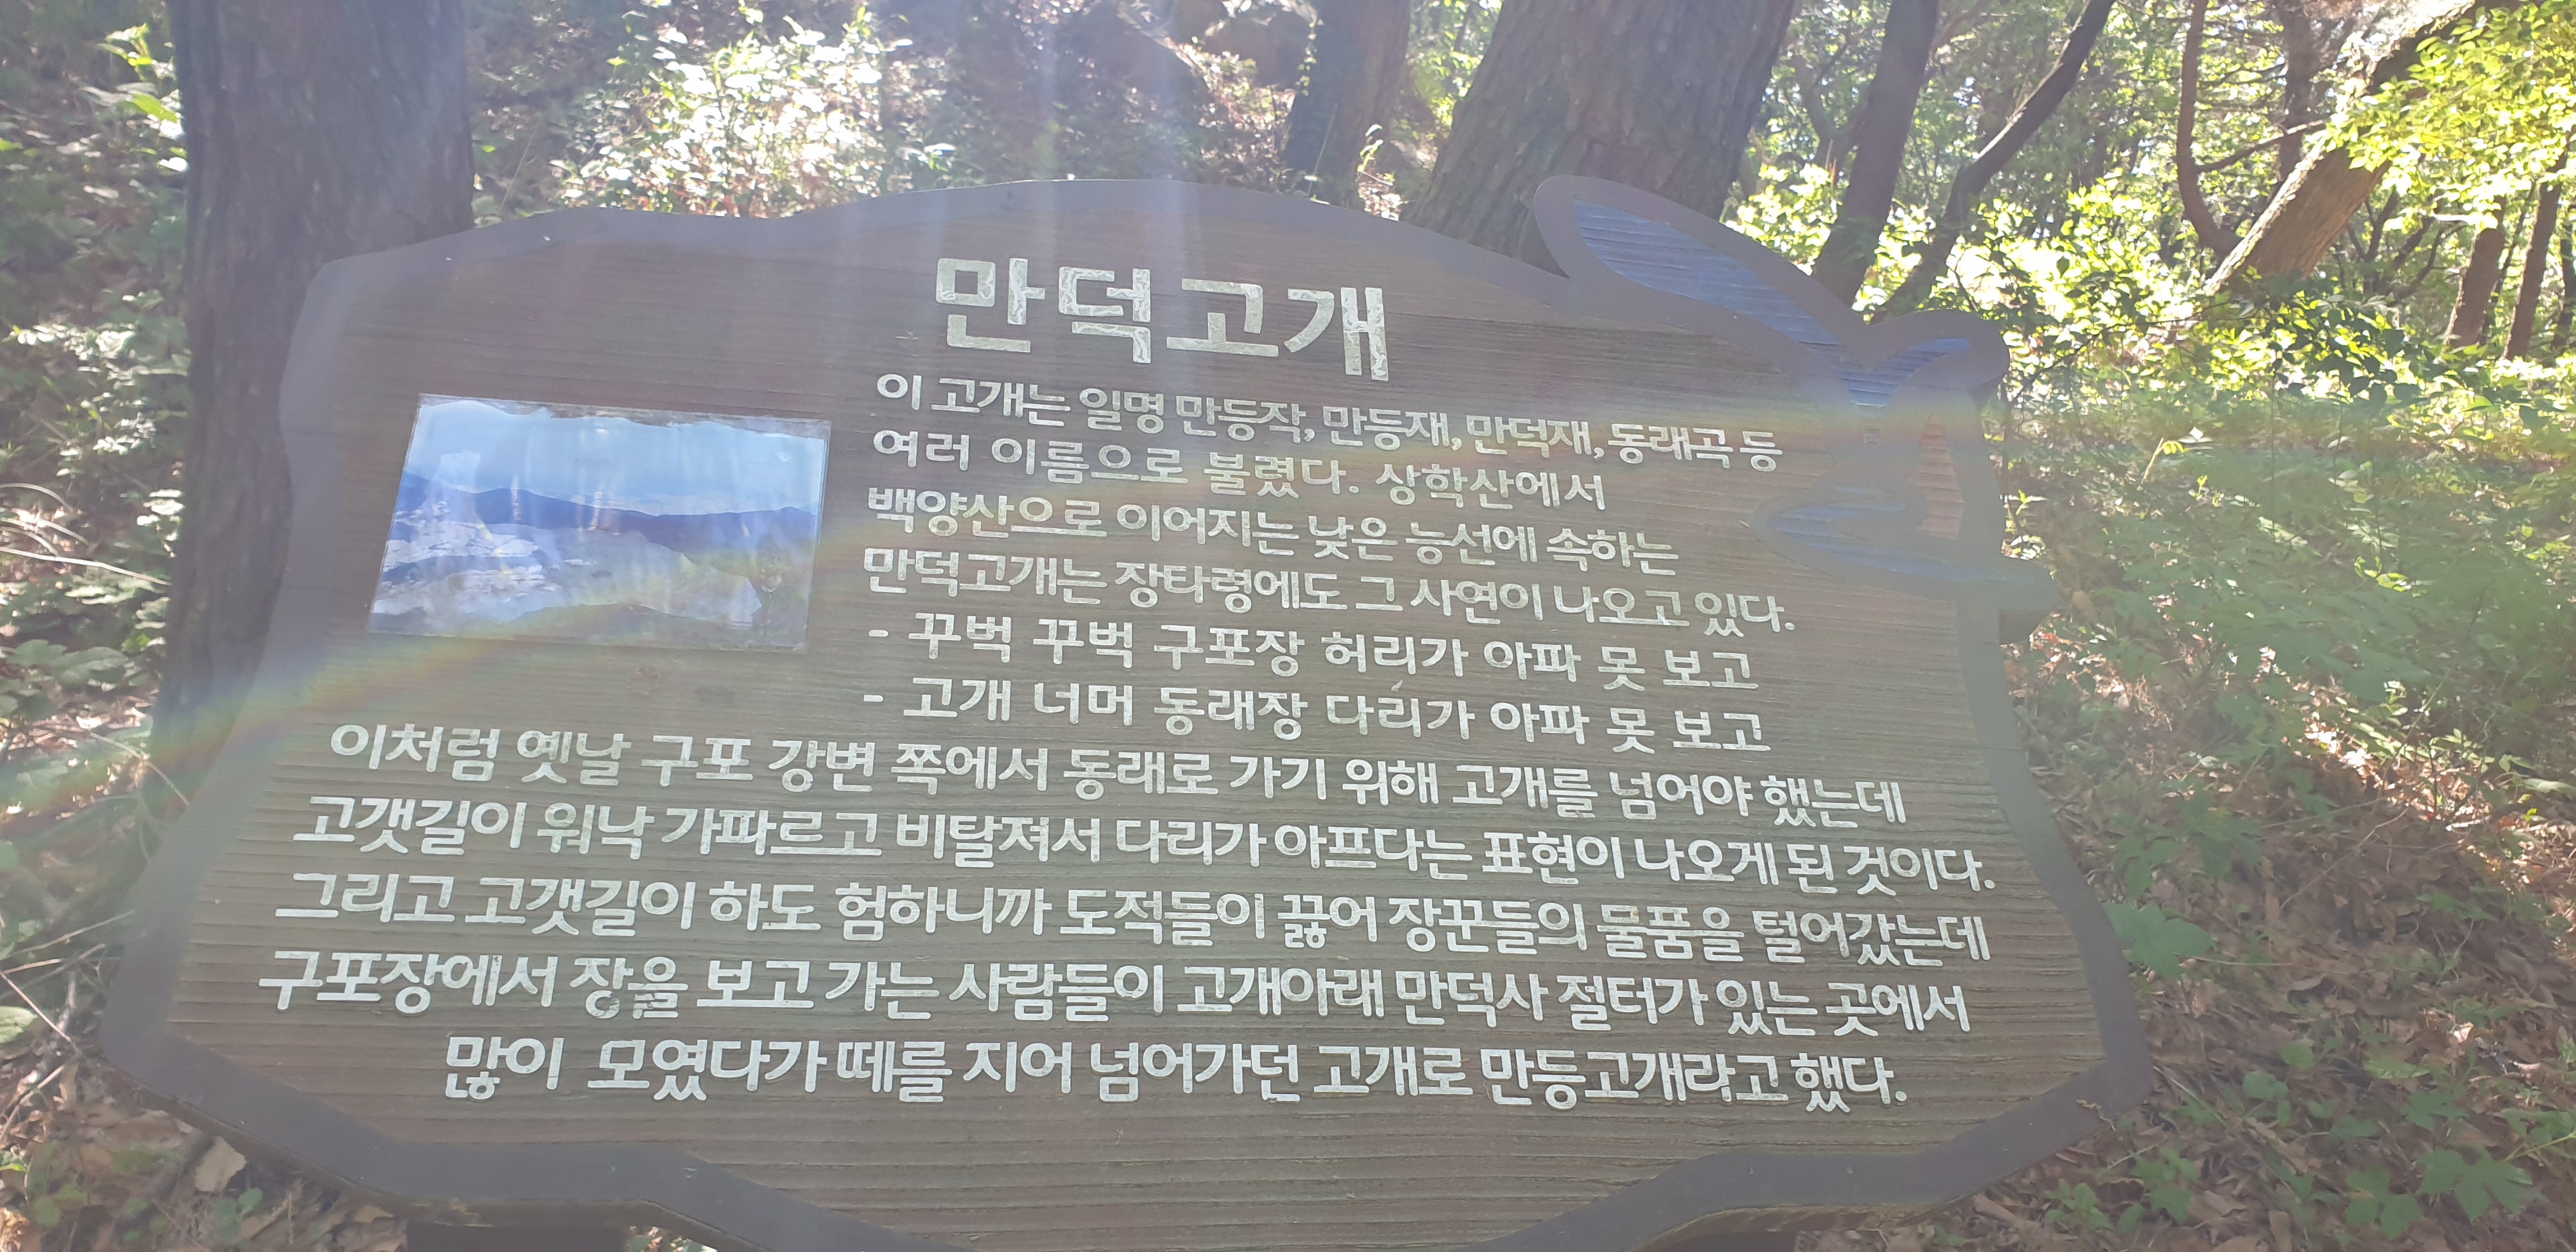 만덕고개
이 고개는 일명 만등작, 만등재, 만덕재, 동래곡 등
여러 이름으로 불렸다. 상학산에서
백양산으로 이어지는 낮은 능선에 속하는
만덕고개는 장타령에도 그 사연이 나오고 있다.
- 꾸벅 꾸벅 구포장 허리가 아파 못 보고
- 고개 너머 동래장 다리가 아파 못 보고
이처럼 옛날 구포 강변 쪽에서 동래로 가기 위해 고개를 넘어야 했는데
고갯길이 워낙 가파르고 비탈져서 다리가 아프다는 표현이 나오게 된 것이다.
그리고 고갯길이 하도 험하니까 도적들이 끓어 장꾼들의 물품을 털어갔는데
구포장에서 장을 보고 가는 사람들이 고개아래 만덕사 절터가 있는 곳에서
많이 모였다가 떼를 지어 넘어가던 고개로 만등고개라고 했다.